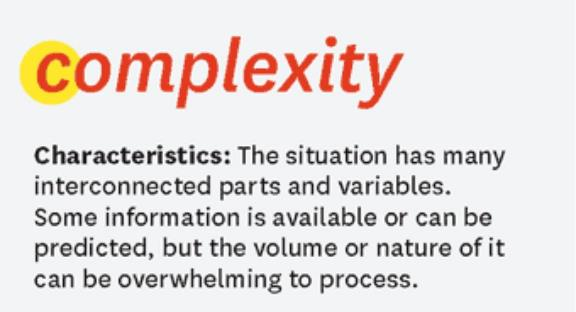 complexity
Characteristics: The situation has many
interconnected parts and variables.
Some information is available or can be
predicted, but the volume or nature of it
can be overwhelming to process.